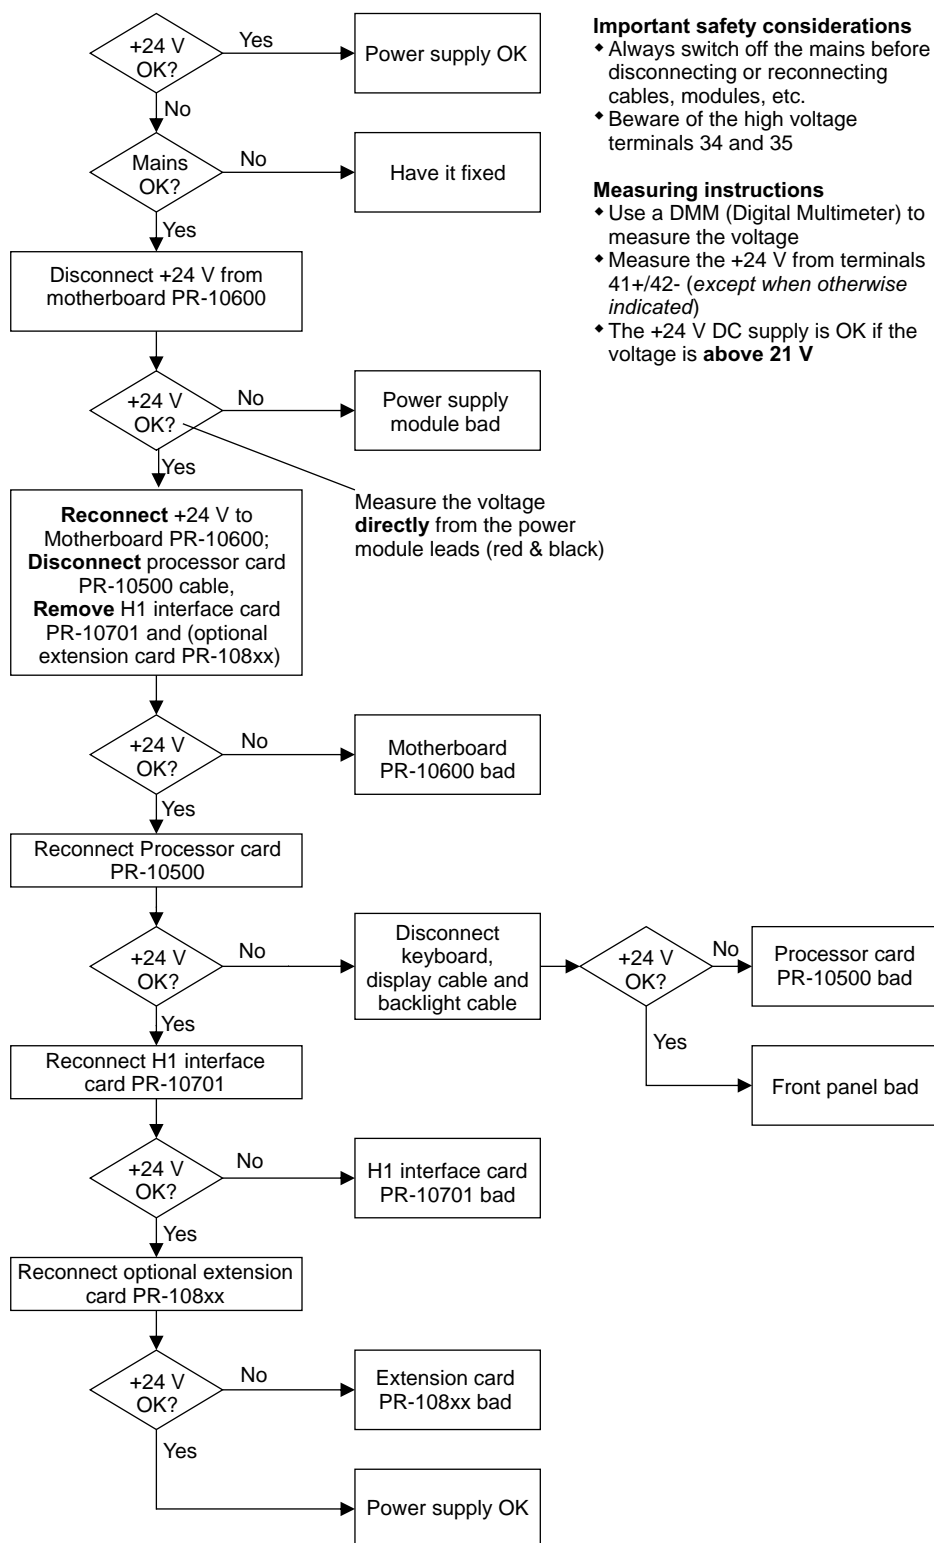 +24 V
OK?
Yes
Power supply OK
No
Mains
OK?
No
Have it fixed
Yes
Disconnect +24 V from
motherboard PR-10600
+24 V
OK?
No
Power supply
module bad
Yes
Measure the voltage
directly from the power
module leads (red & black)
Reconnect +24 V to
Motherboard PR-10600;
Disconnect processor card
PR-10500 cable,
Remove H1 interface card
PR-10701 and (optional
extension card PR-108xx)
+24 V
OK?
No
Motherboard
PR-10600 bad
Yes
Reconnect Processor card
PR-10500
+24 V
OK?
No
Disconnect
keyboard,
display cable and
backlight cable
+24 V
OK?
No
Processor card
PR-10500 bad
Yes
Front panel bad
Yes
Reconnect H1 interface
card PR-10701
+24 V
OK?
No
H1 interface card
PR-10701 bad
Yes
Reconnect optional extension
card PR-108xx
+24 V
OK?
No
Extension card
PR-108xx bad
Yes
Power supply OK
Important safety considerations
◆ Always switch off the mains before
disconnecting or reconnecting
cables, modules, etc.
◆ Beware of the high voltage
terminals 34 and 35
Measuring instructions
◆ Use a DMM (Digital Multimeter) to
measure the voltage
◆ Measure the +24 V from terminals
41+/42- (except when otherwise
indicated)
◆ The +24 V DC supply is OK if the
voltage is above 21 V